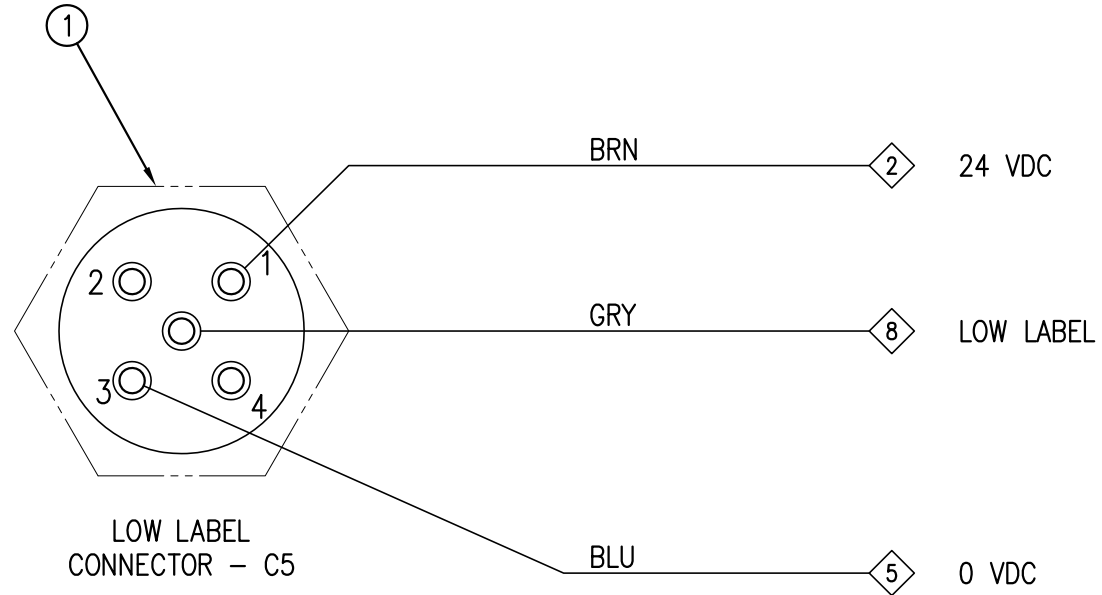 1
BRN
2 24 VDC
2 1
GRY
8 LOW LABEL
3 4
LOW LABEL
CONNECTOR – C5
BLU
5 0 VDC